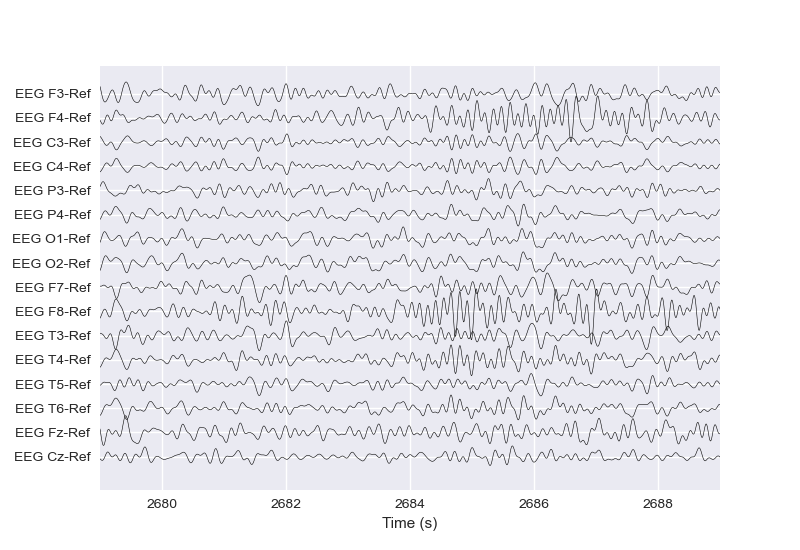 EEG F3-Ref
EEG F4-Ref
EEG C3-Ref
EEG C4-Ref
EEG P3-Ref
EEG P4-Ref
EEG O1-Ref
EEG O2-Ref
EEG F7-Ref
EEG F8-Ref
EEG T3-Ref
EEG T4-Ref
EEG T5-Ref
EEG T6-Ref
EEG Fz-Ref
EEG Cz-Ref
2680 2682 2684 2686 2688
Time (s)